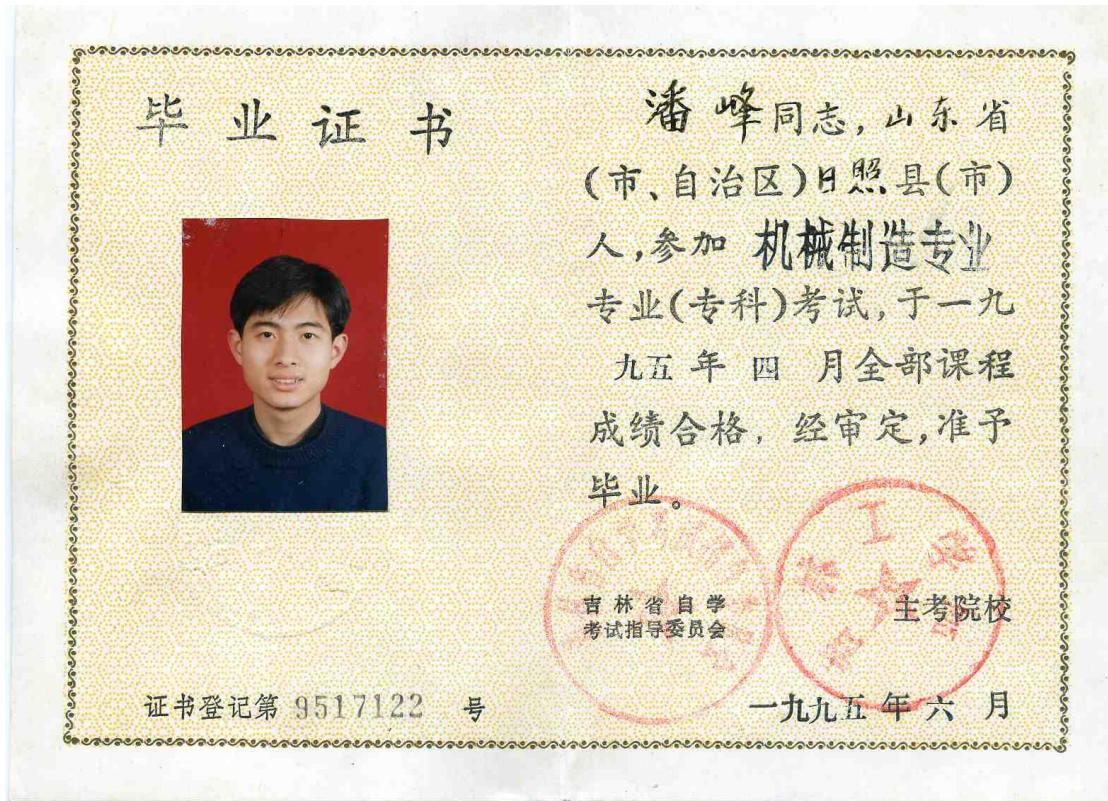 毕业证书
证书登记第 9517122 号
潘峰同志,山东省
(市、自治区)日照县(市)
人,参加 机械制造专业
专业(专科)考试,于一九
九五年 四 月全部课程
成绩合格,经审定,准予
毕业。
吉林省自学
考试指导委员会
主考院校
一九九五年六月